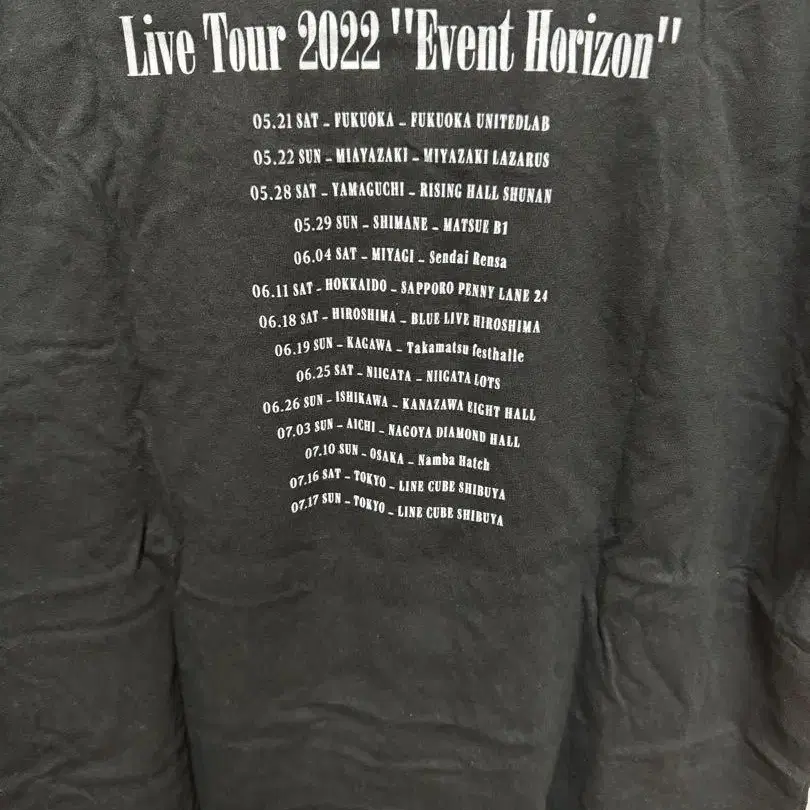 Live Tour 2022 "Event Horizon"
05.21 SAT – FUKUOKA – FUKUOKA UNITEDLAB
05.22 SUN – MIAYAZAKI – MIYAZAKI LAZARUS
05.28 SAT – YAMAGUCHI – RISING HALL SHUNAN
05.29 SUN – SHIMANE – MATSUE B1
06.04 SAT – MIYAGI – Sendai Rensa
06.11 SAT – HOKKAIDO – SAPPORO PENNY LANE 24
06.18 SAT – HIROSHIMA – BLUE LIVE HIROSHIMA
06.19 SUN – KAGAWA – Takamatsu festhalle
06.25 SAT – NIIGATA – NIIGATA LOTS
06.26 SUN – ISHIKAWA – KANAZAWA EIGHT HALL
07.03 SUN – AICHI – NAGOYA DIAMOND HALL
07.10 SUN – OSAKA – Namba Hatch
07.16 SAT – TOKYO – LINE CUBE SHIBUYA
07.17 SUN – TOKYO – LINE CUBE SHIBUYA